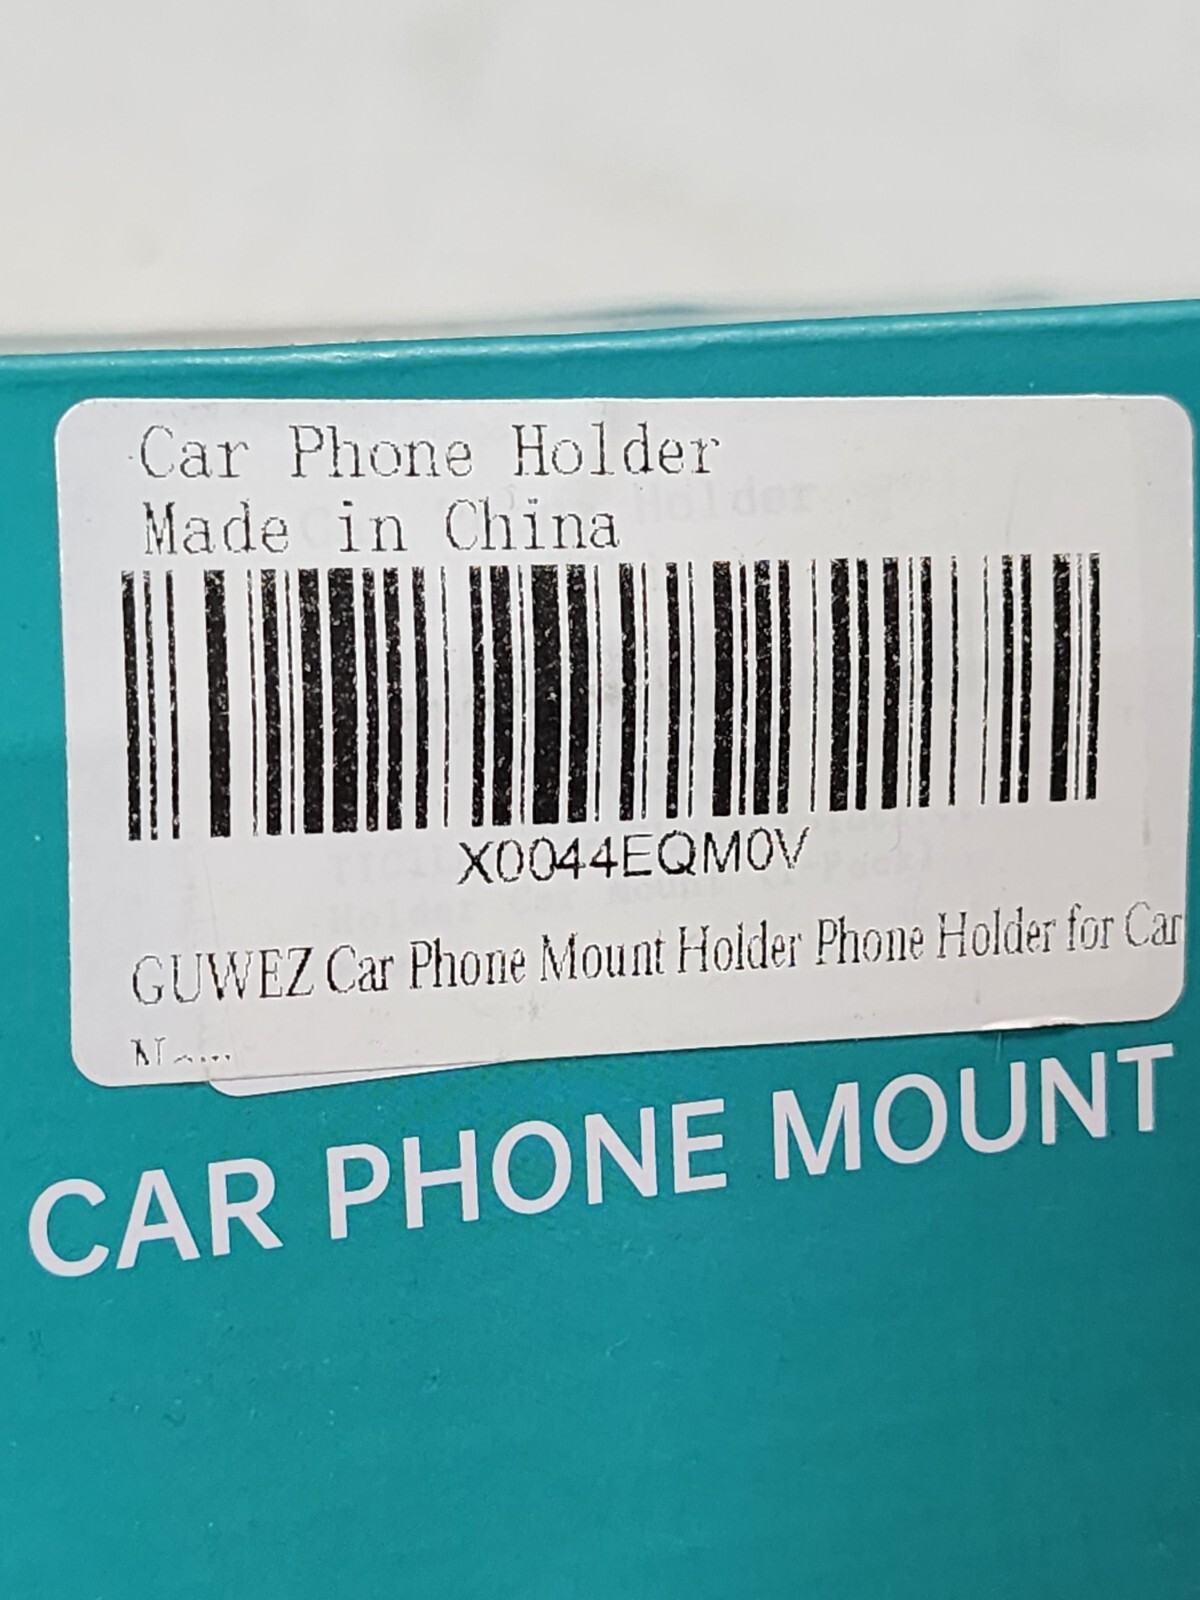 Car Phone Holder
Made in China
X0044EQM0V
GUWEZ Car Phone Mount Holder Phone Holder for Car
CAR PHONE MOUNT